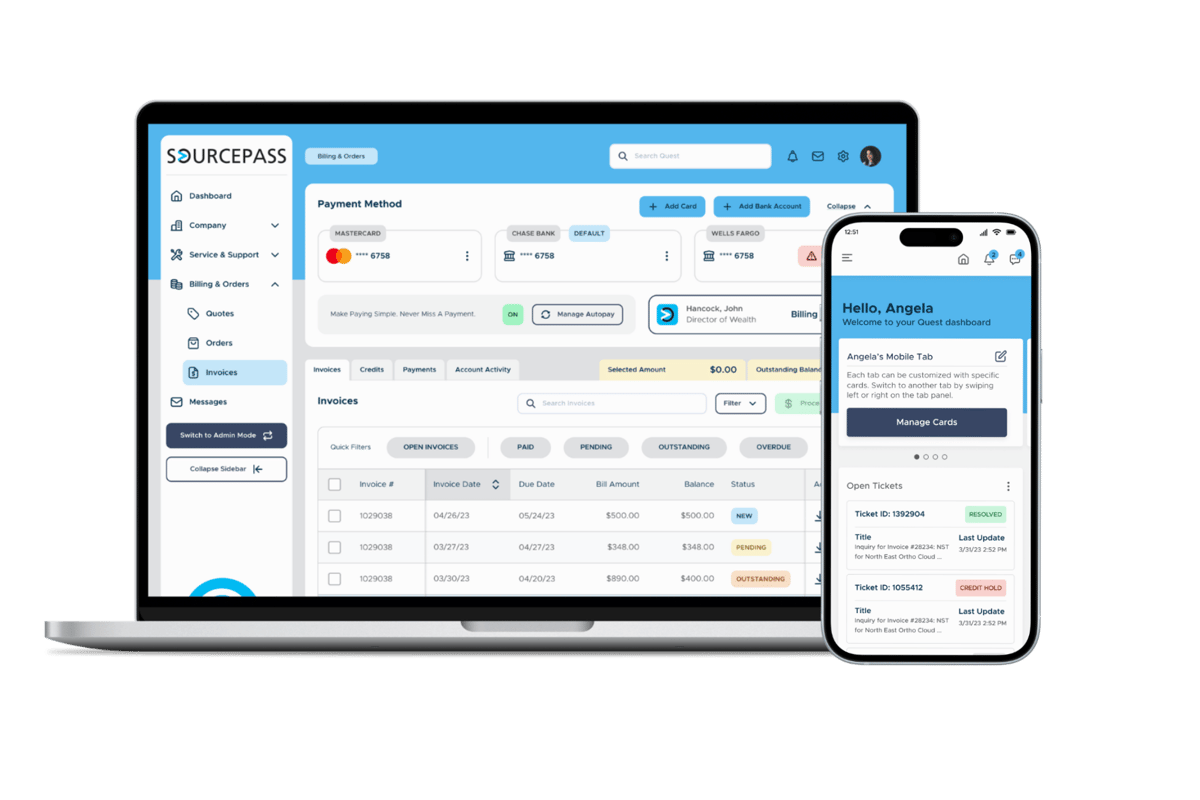 SOURCEPASS
Dashboard
Company
Service & Support
Billing & Orders
Quotes
Orders
Invoices
Messages
Switch to Admin Mode
Collapse Sidebar
Billing & Orders
Search Quest
Payment Method
Add Card
Add Bank Account
Collapse
MASTERCARD
**** 6758
CHASE BANK
DEFAULT
**** 6758
WELLS FARGO
**** 6758
Make Paying Simple. Never Miss A Payment.
ON
Manage Autopay
Hancock, John
Director of Wealth
Billing
Invoices Credits Payments Account Activity
Selected Amount $0.00
Outstanding Balan
Invoices
Search Invoices
Filter
$ Proce
Quick Filters OPEN INVOICES PAID PENDING OUTSTANDING OVERDUE
Invoice # Invoice Date Due Date Bill Amount Balance Status A
1029038 04/26/23 05/24/23 $500.00 $500.00 NEW
1029038 03/27/23 04/27/23 $348.00 $348.00 PENDING
1029038 03/30/23 04/20/23 $890.00 $400.00 OUTSTANDING
12:51
2
4
Hello, Angela
Welcome to your Quest dashboard
Angela's Mobile Tab
Each tab can be customized with specific
cards. Switch to another tab by swiping
left or right on the tab panel.
Manage Cards
Open Tickets
Ticket ID: 1392904 RESOLVED
Title Last Update
Inquiry for Invoice #28234: NST 3/31/23 2:52 PM
for North East Ortho Cloud ...
Ticket ID: 1055412 CREDIT HOLD
Title Last Update
Inquiry for Invoice #28234: NST 3/31/23 2:52 PM
for North East Ortho Cloud ...